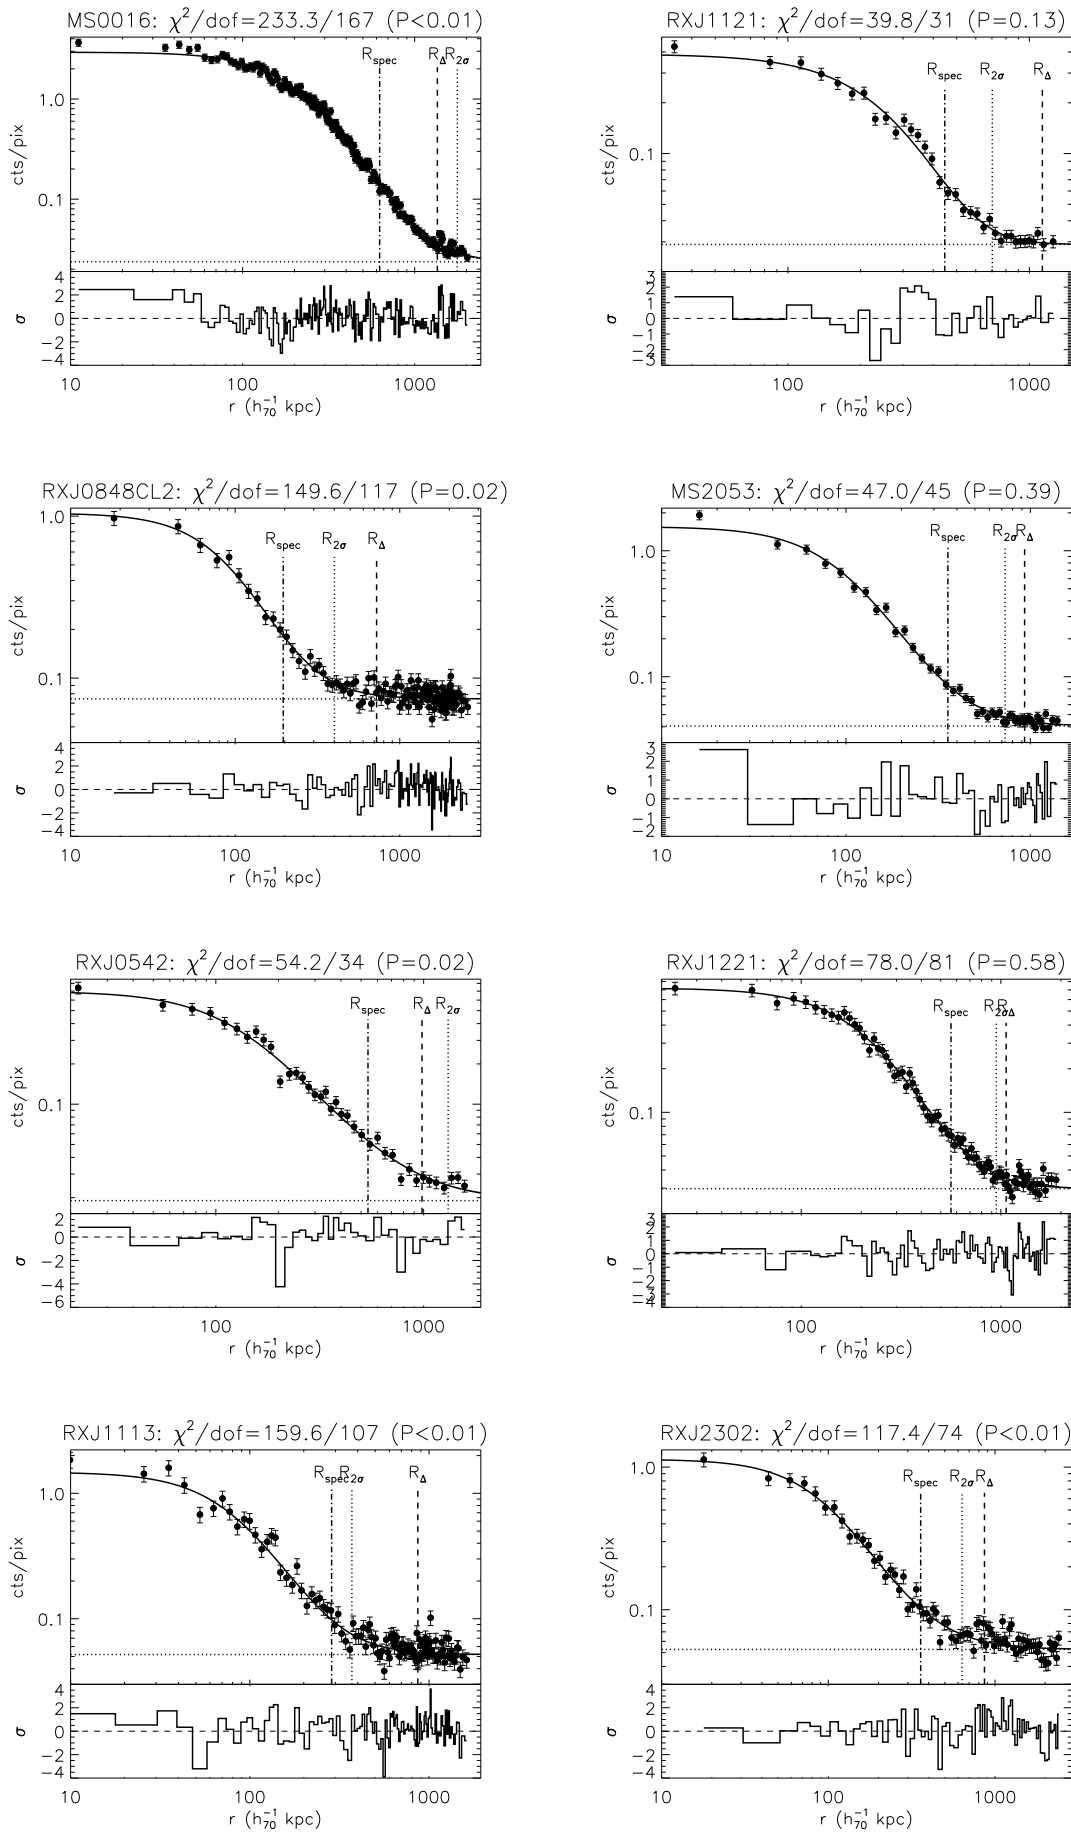 MS0016: χ²/dof=233.3/167 (P<0.01)
R_spec R_Δ R_2σ
1.0
0.1
cts/pix
4
2
0
−2
−4
σ
10 100 1000
r (h₇₀⁻¹ kpc)
RXJ1121: χ²/dof=39.8/31 (P=0.13)
R_spec R_2σ R_Δ
0.1
cts/pix
3
2
1
0
−1
−2
−3
σ
100 1000
r (h₇₀⁻¹ kpc)
RXJ0848CL2: χ²/dof=149.6/117 (P=0.02)
R_spec R_2σ R_Δ
1.0
0.1
cts/pix
4
2
0
−2
−4
σ
10 100 1000
r (h₇₀⁻¹ kpc)
MS2053: χ²/dof=47.0/45 (P=0.39)
R_spec R_2σ R_Δ
1.0
0.1
cts/pix
3
2
1
0
−1
−2
σ
10 100 1000
r (h₇₀⁻¹ kpc)
RXJ0542: χ²/dof=54.2/34 (P=0.02)
R_spec R_Δ R_2σ
0.1
cts/pix
2
0
−2
−4
−6
σ
100 1000
r (h₇₀⁻¹ kpc)
RXJ1221: χ²/dof=78.0/81 (P=0.58)
R_spec R_2σ R_Δ
0.1
cts/pix
3
2
1
0
−1
−2
−3
−4
σ
100 1000
r (h₇₀⁻¹ kpc)
RXJ1113: χ²/dof=159.6/107 (P<0.01)
R_spec R_2σ R_Δ
1.0
0.1
cts/pix
4
2
0
−2
−4
σ
10 100 1000
r (h₇₀⁻¹ kpc)
RXJ2302: χ²/dof=117.4/74 (P<0.01)
R_spec R_2σ R_Δ
1.0
0.1
cts/pix
4
2
0
−2
−4
σ
10 100 1000
r (h₇₀⁻¹ kpc)